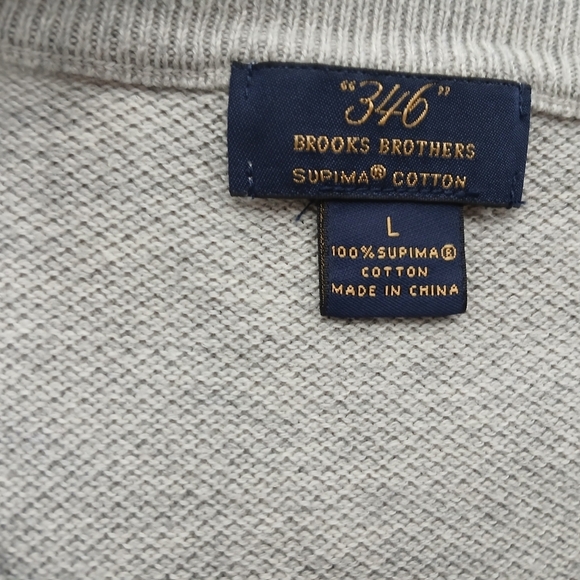 "346"
BROOKS BROTHERS
SUPIMA® COTTON
L
100% SUPIMA®
COTTON
MADE IN CHINA